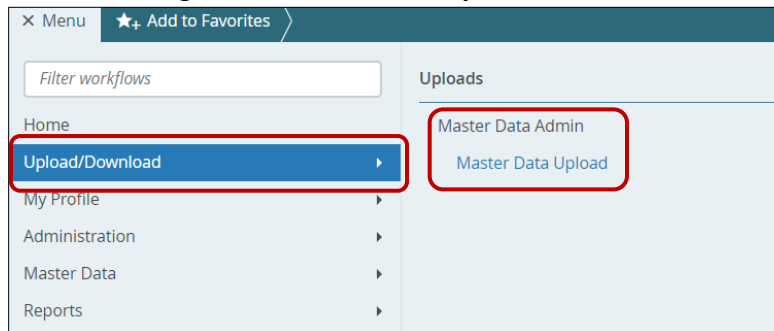 × Menu ★+ Add to Favorites
Filter workflows
Home
Upload/Download
My Profile
Administration
Master Data
Reports
Uploads
Master Data Admin
Master Data Upload